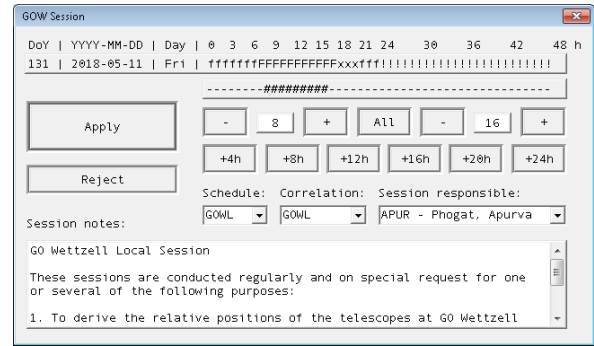 GOW Session
DoY | YYYY-MM-DD | Day | 0 3 6 9 12 15 18 21 24 30 36 42 48 h
131 | 2018-05-11 | Fri | fffffffFFFFFFFFFFFxxxfff!!!!!!!!!!!!!!!!!!!!!!!!
--------#########-------------------------------
Apply
- 8 + All - 16 +
+4h +8h +12h +16h +20h +24h
Reject
Schedule: Correlation: Session responsible:
GOWL GOWL APUR - Phogat, Apurva
Session notes:
GO Wettzell Local Session
These sessions are conducted regularly and on special request for one
or several of the following purposes:
1. To derive the relative positions of the telescopes at GO Wettzell